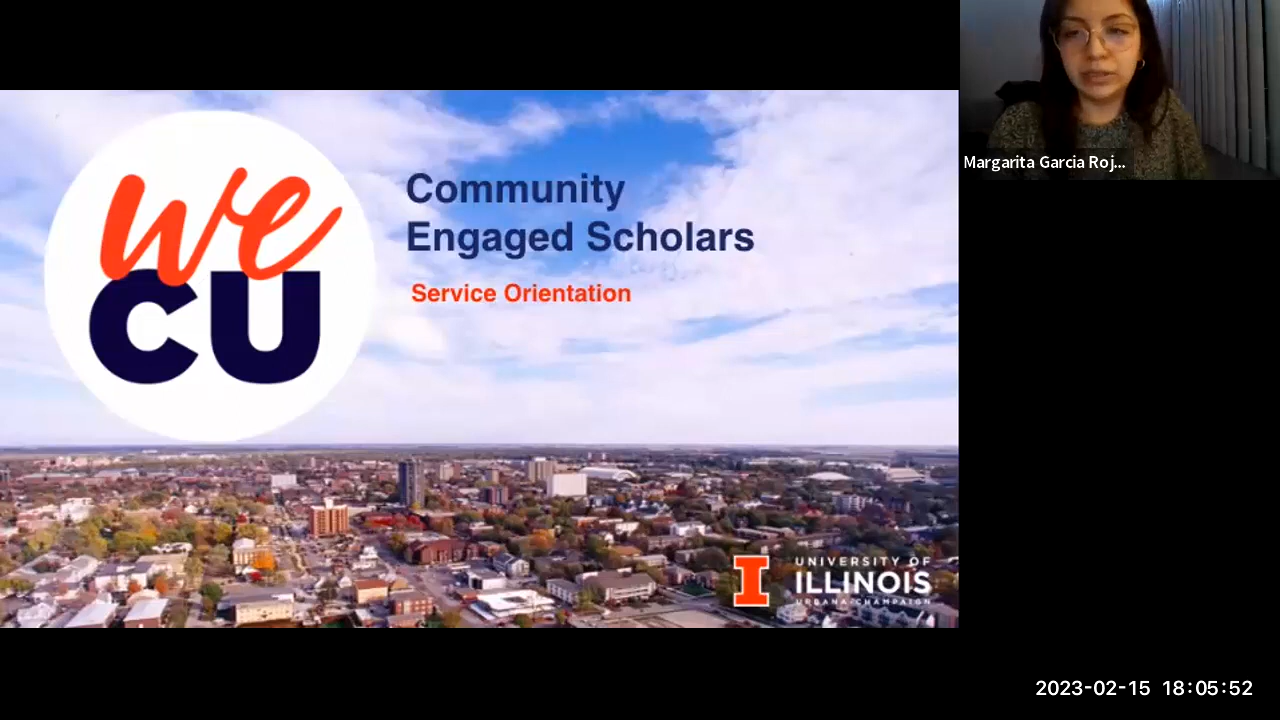 we
CU
Community
Engaged Scholars
Service Orientation
UNIVERSITY OF
ILLINOIS
URBANA-CHAMPAIGN
Margarita Garcia Roj...
2023-02-15 18:05:52